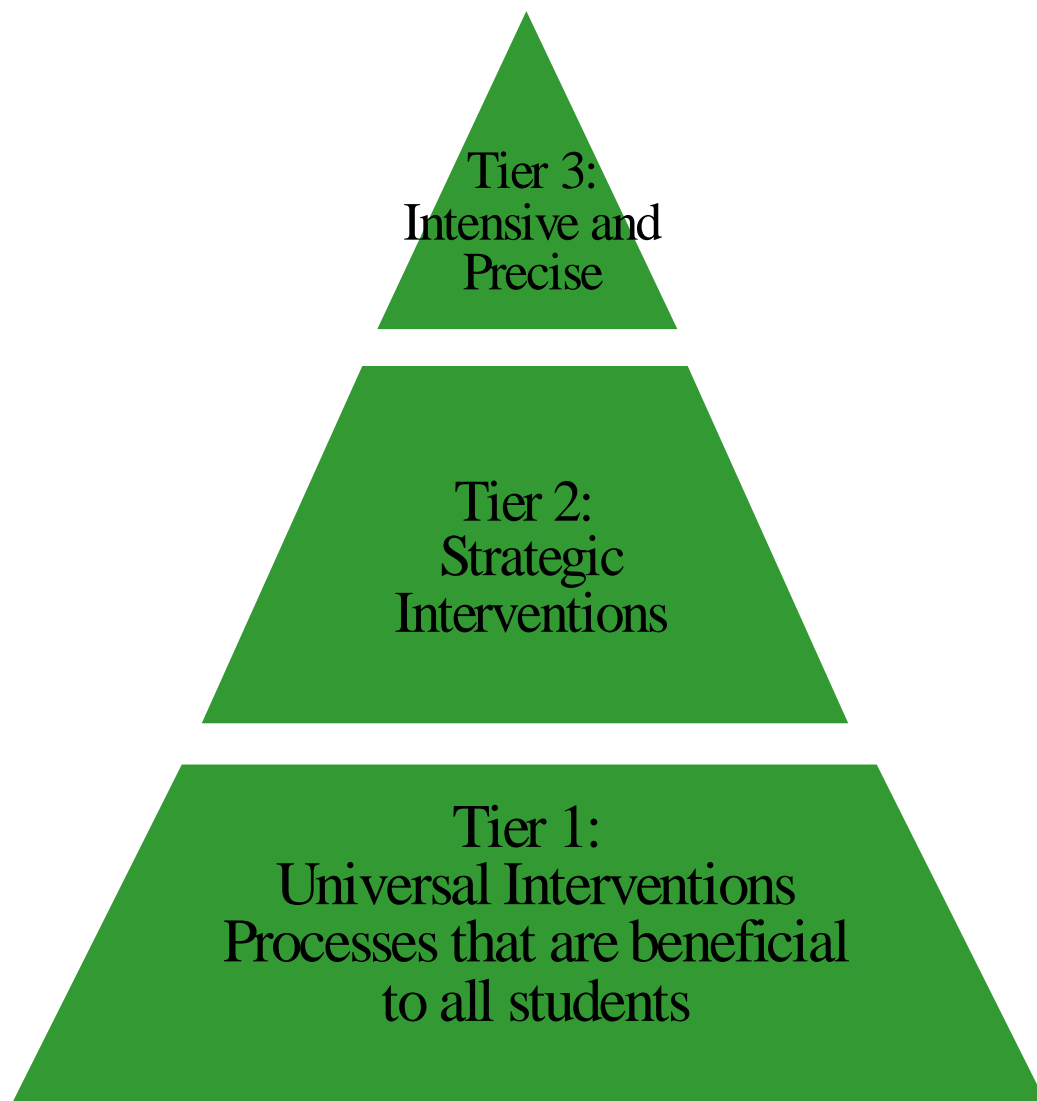 Tier 3:
Intensive and
Precise
Tier 2:
Strategic
Interventions
Tier 1:
Universal Interventions
Processes that are beneficial
to all students